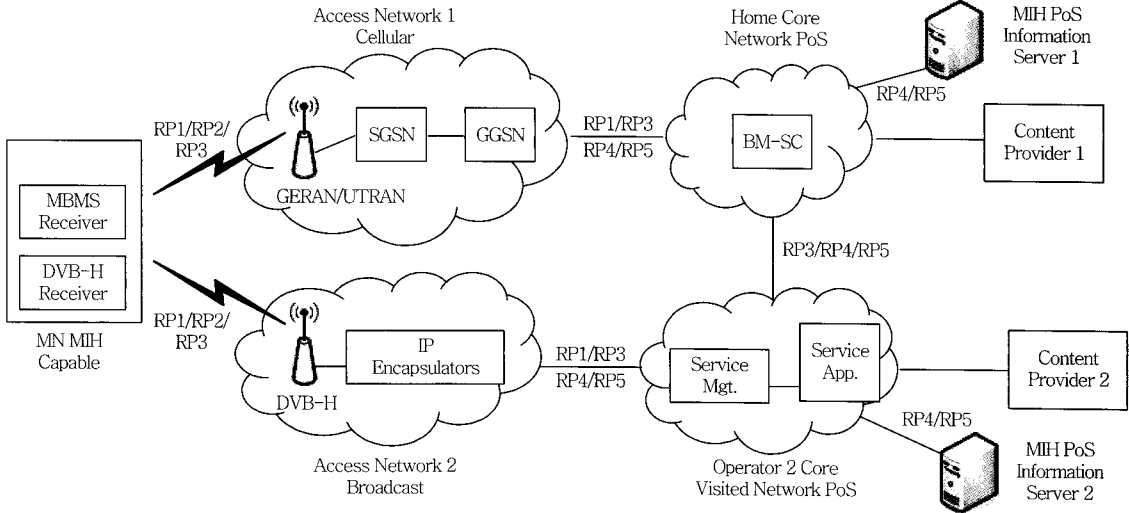 Access Network 1
Cellular
Home Core
Network PoS
MIH PoS
Information
Server 1
RP4/RP5
RP1/RP2/
RP3
SGSN
GGSN
GERAN/UTRAN
RP1/RP3
RP4/RP5
BM-SC
Content
Provider 1
MBMS
Receiver
DVB-H
Receiver
MN MIH
Capable
RP3/RP4/RP5
RP1/RP2/
RP3
IP
Encapsulators
DVB-H
RP1/RP3
RP4/RP5
Service
Mgt.
Service
App.
Content
Provider 2
RP4/RP5
Access Network 2
Broadcast
Operator 2 Core
Visited Network PoS
MIH PoS
Information
Server 2